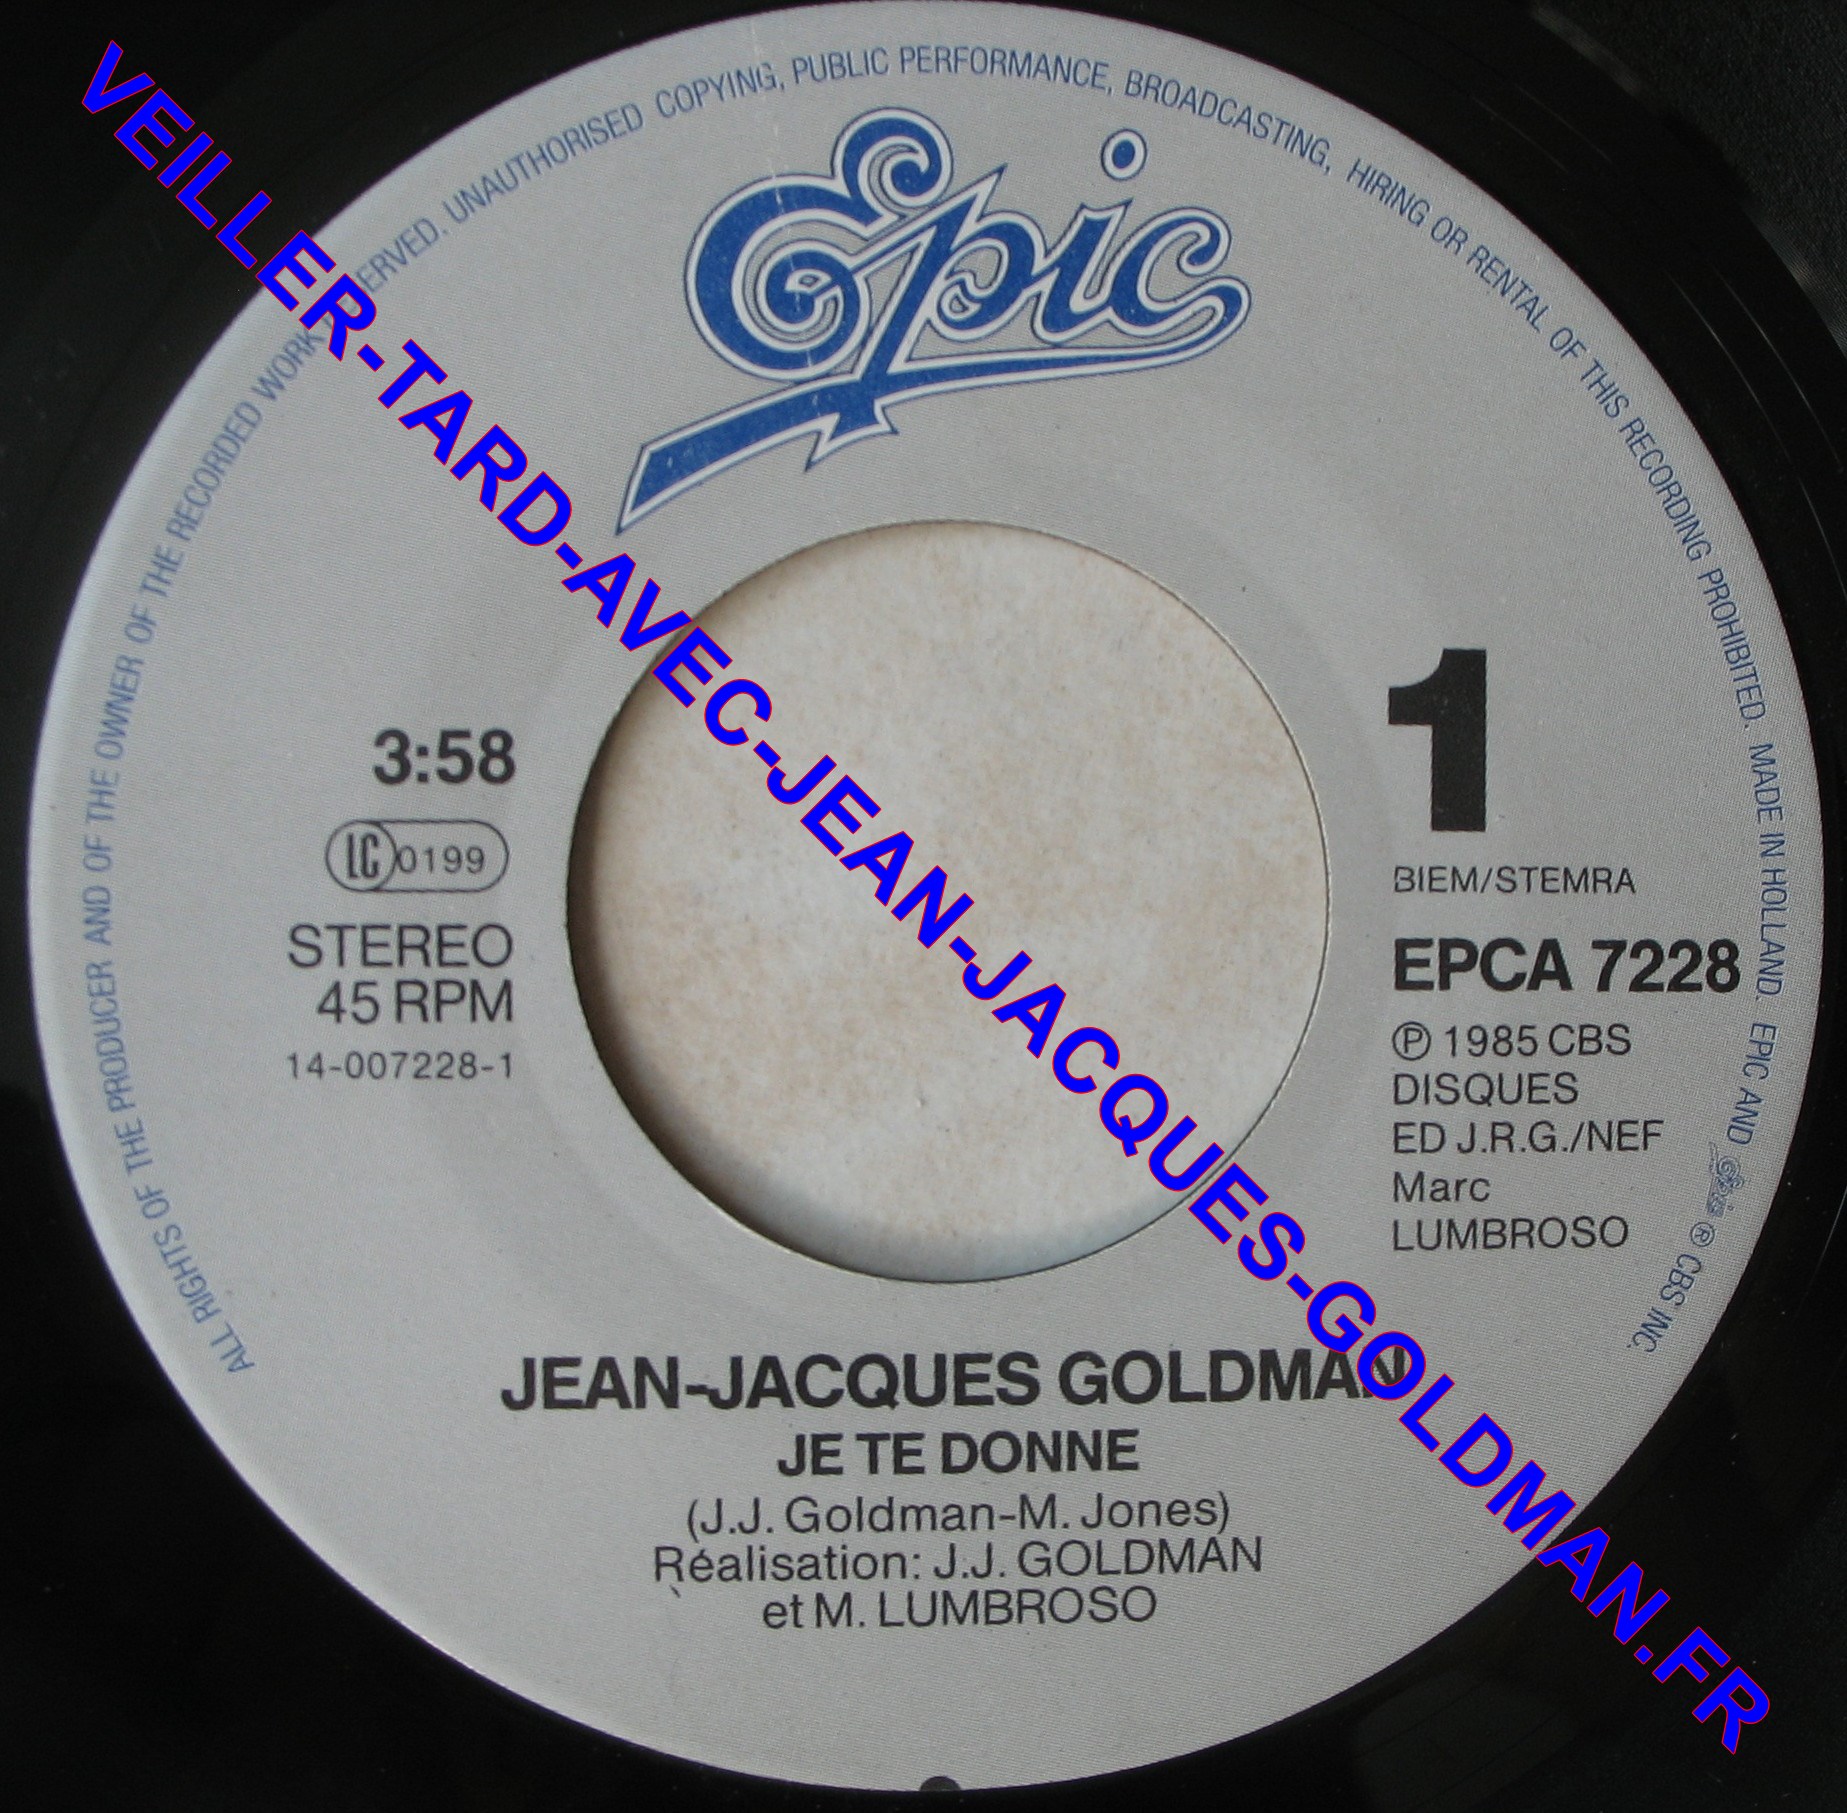 ALL RIGHTS OF THE PRODUCER AND OF THE OWNER OF THE RECORDED WORK RESERVED. UNAUTHORISED COPYING, PUBLIC PERFORMANCE, BROADCASTING, HIRING OR RENTAL OF THIS RECORDING PROHIBITED. MADE IN HOLLAND. EPIC AND Epic ® CBS INC.
Epic
VEILLER-TARD-AVEC-JEAN-JACQUES-GOLDMAN.FR
3:58
LC 0199
STEREO
45 RPM
14-007228-1
1
BIEM/STEMRA
EPCA 7228
℗ 1985 CBS
DISQUES
ED J.R.G./NEF
Marc
LUMBROSO
JEAN-JACQUES GOLDMAN
JE TE DONNE
(J.J. Goldman-M. Jones)
Réalisation: J.J. GOLDMAN
et M. LUMBROSO